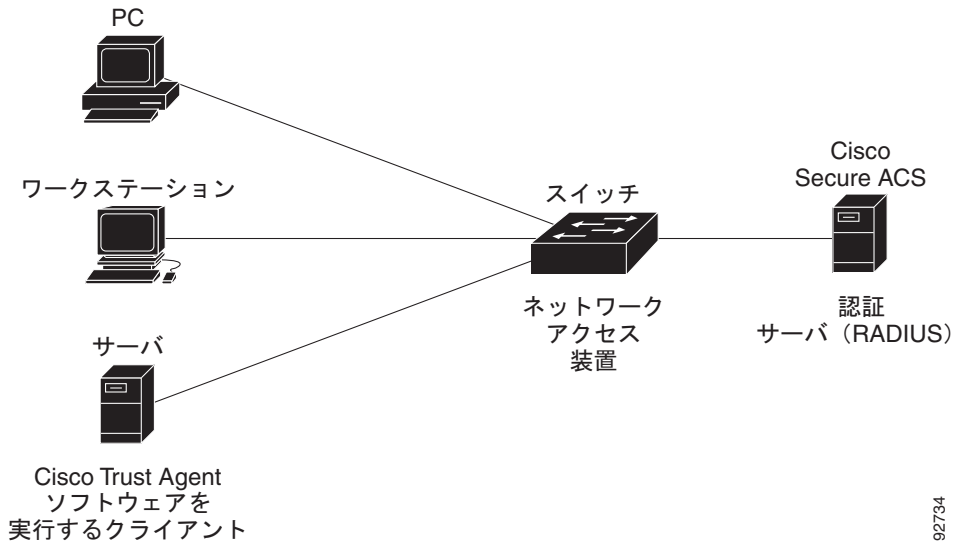 PC
ワークステーション
サーバ
Cisco Trust Agent
ソフトウェアを
実行するクライアント
スイッチ
ネットワーク
アクセス
装置
Cisco
Secure ACS
認証
サーバ（RADIUS）
92734